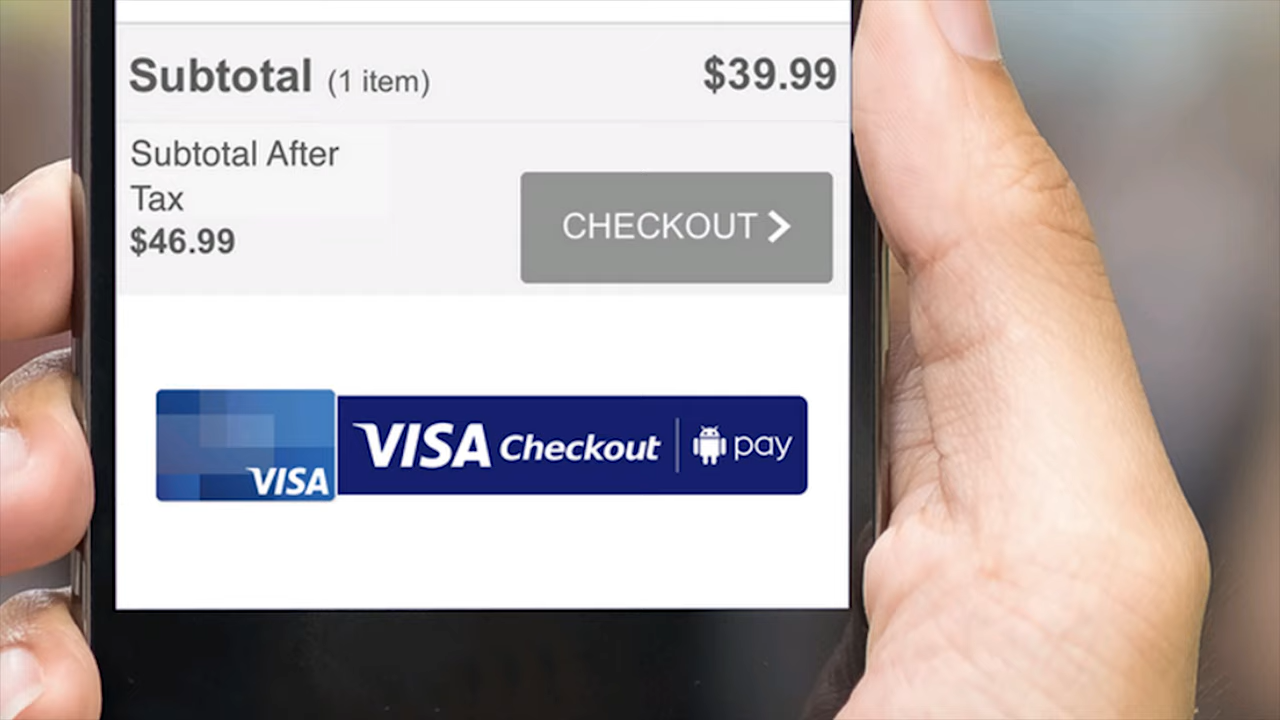 Subtotal (1 item) $39.99
Subtotal After
Tax
$46.99
CHECKOUT
VISA
VISA Checkout pay